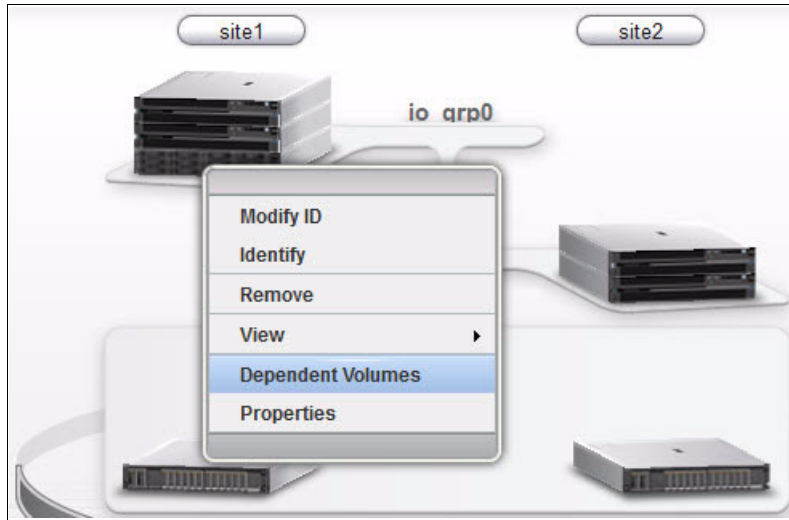 site1
site2
io_grp0
Modify ID
Identify
Remove
View
Dependent Volumes
Properties